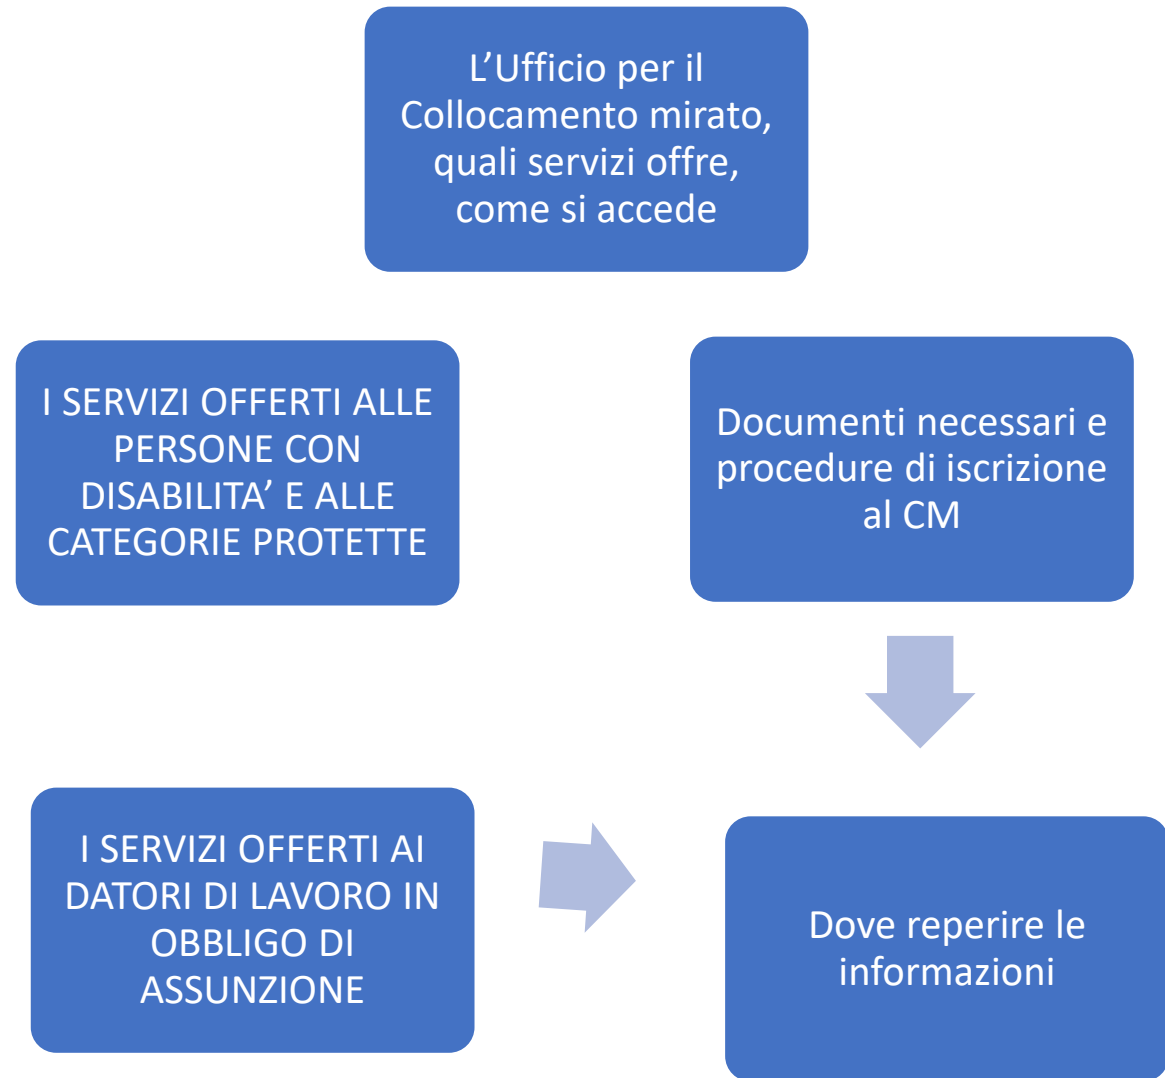 L’Ufficio per il
Collocamento mirato,
quali servizi offre,
come si accede
I SERVIZI OFFERTI ALLE
PERSONE CON
DISABILITA’ E ALLE
CATEGORIE PROTETTE
Documenti necessari e
procedure di iscrizione
al CM
I SERVIZI OFFERTI AI
DATORI DI LAVORO IN
OBBLIGO DI
ASSUNZIONE
Dove reperire le
informazioni